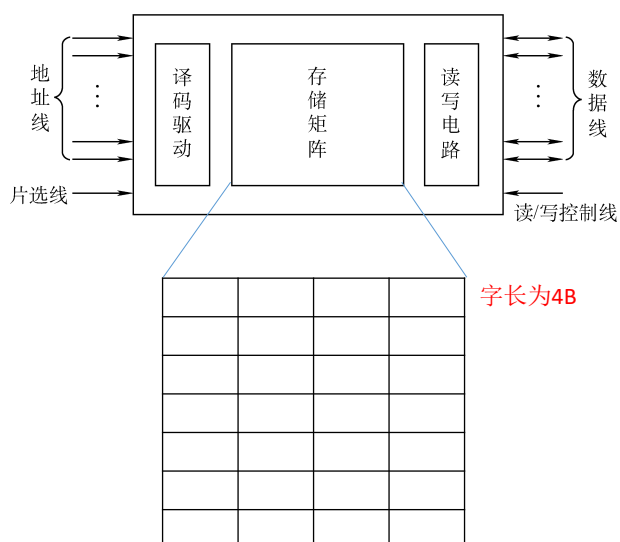 地址线
片选线
译码驱动
存储矩阵
读写电路
数据线
读/写控制线
字长为4B